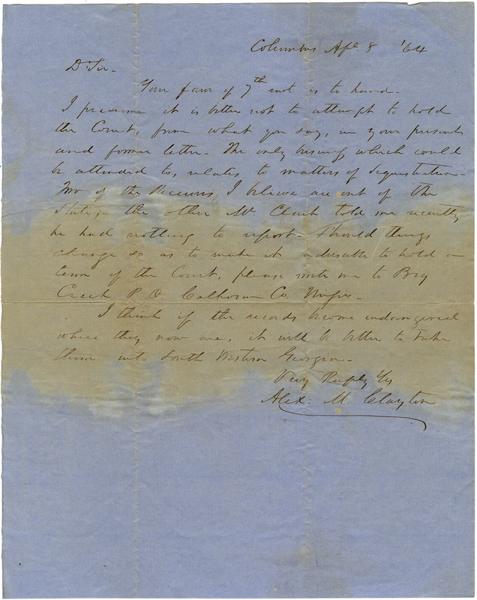 Columbus Apl 8 '64
Dr Sir -
Your favor of 7th inst is to hand.
I presume it is better not to attempt to hold
the Court, from what you say, in your present
and former letter. The only business which could
be attended to, relates to matters of sequestration -
Two of the Receivers, I believe are out of the
State, the other Mr Clark told me recently
he had nothing to report. Should things
change so as to make it advisable to hold a
term of the Court, please write me to Big
Creek P.O. Calhoun Co. Missi.
I think if the records become endangered
where they now are, it will be better to take
them into South Western Georgia -
Very Respfly Yrs
Alex. M Clayton